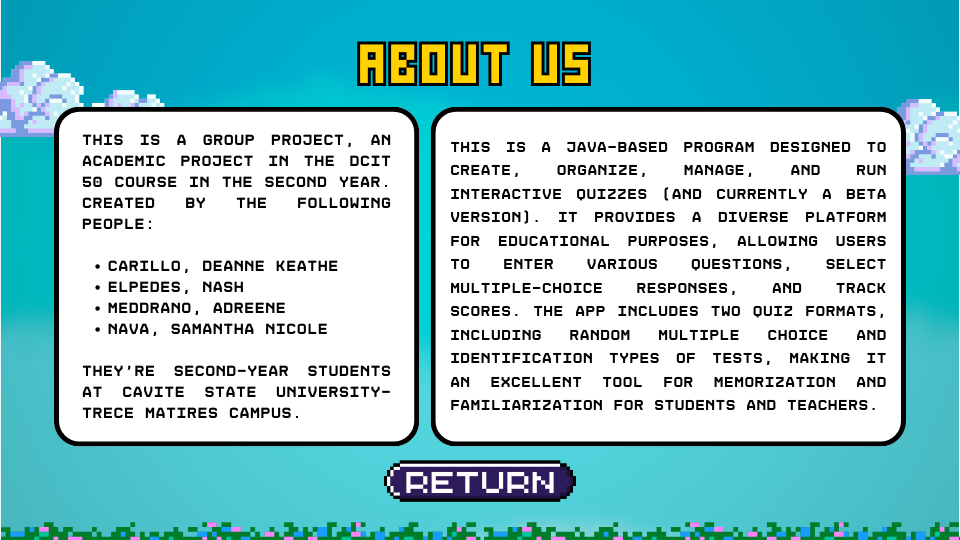 ABOUT US
THIS IS A GROUP PROJECT, AN
ACADEMIC PROJECT IN THE DCIT
50 COURSE IN THE SECOND YEAR.
CREATED BY THE FOLLOWING
PEOPLE:
• CARILLO, DEANNE KEATHE
• ELPEDES, NASH
• MEDDRANO, ADREENE
• NAVA, SAMANTHA NICOLE
THEY'RE SECOND-YEAR STUDENTS
AT CAVITE STATE UNIVERSITY-
TRECE MATIRES CAMPUS.
THIS IS A JAVA-BASED PROGRAM DESIGNED TO
CREATE, ORGANIZE, MANAGE, AND RUN
INTERACTIVE QUIZZES (AND CURRENTLY A BETA
VERSION). IT PROVIDES A DIVERSE PLATFORM
FOR EDUCATIONAL PURPOSES, ALLOWING USERS
TO ENTER VARIOUS QUESTIONS, SELECT
MULTIPLE-CHOICE RESPONSES, AND TRACK
SCORES. THE APP INCLUDES TWO QUIZ FORMATS,
INCLUDING RANDOM MULTIPLE CHOICE AND
IDENTIFICATION TYPES OF TESTS, MAKING IT
AN EXCELLENT TOOL FOR MEMORIZATION AND
FAMILIARIZATION FOR STUDENTS AND TEACHERS.
RETURN